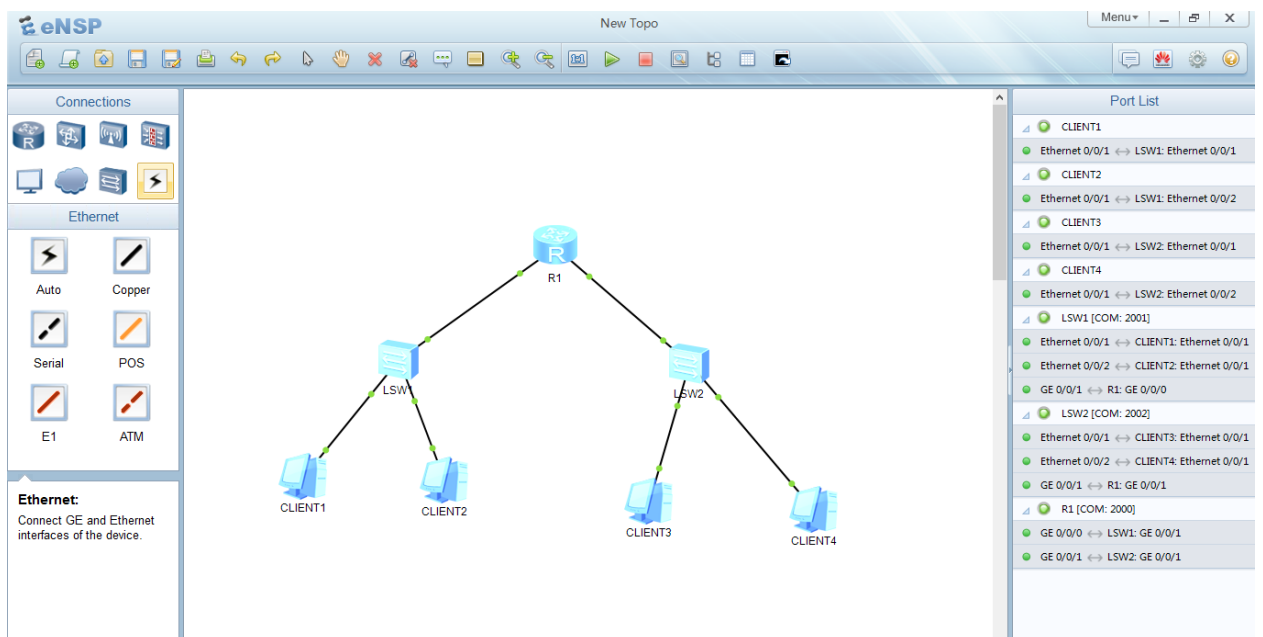 eNSP
New Topo
Menu
Connections
R
Ethernet
Auto
Copper
Serial
POS
E1
ATM
Ethernet:
Connect GE and Ethernet
interfaces of the device.
R
R1
LSW1
LSW2
CLIENT1
CLIENT2
CLIENT3
CLIENT4
Port List
CLIENT1
Ethernet 0/0/1 ↔ LSW1: Ethernet 0/0/1
CLIENT2
Ethernet 0/0/1 ↔ LSW1: Ethernet 0/0/2
CLIENT3
Ethernet 0/0/1 ↔ LSW2: Ethernet 0/0/1
CLIENT4
Ethernet 0/0/1 ↔ LSW2: Ethernet 0/0/2
LSW1 [COM: 2001]
Ethernet 0/0/1 ↔ CLIENT1: Ethernet 0/0/1
Ethernet 0/0/2 ↔ CLIENT2: Ethernet 0/0/1
GE 0/0/1 ↔ R1: GE 0/0/0
LSW2 [COM: 2002]
Ethernet 0/0/1 ↔ CLIENT3: Ethernet 0/0/1
Ethernet 0/0/2 ↔ CLIENT4: Ethernet 0/0/1
GE 0/0/1 ↔ R1: GE 0/0/1
R1 [COM: 2000]
GE 0/0/0 ↔ LSW1: GE 0/0/1
GE 0/0/1 ↔ LSW2: GE 0/0/1